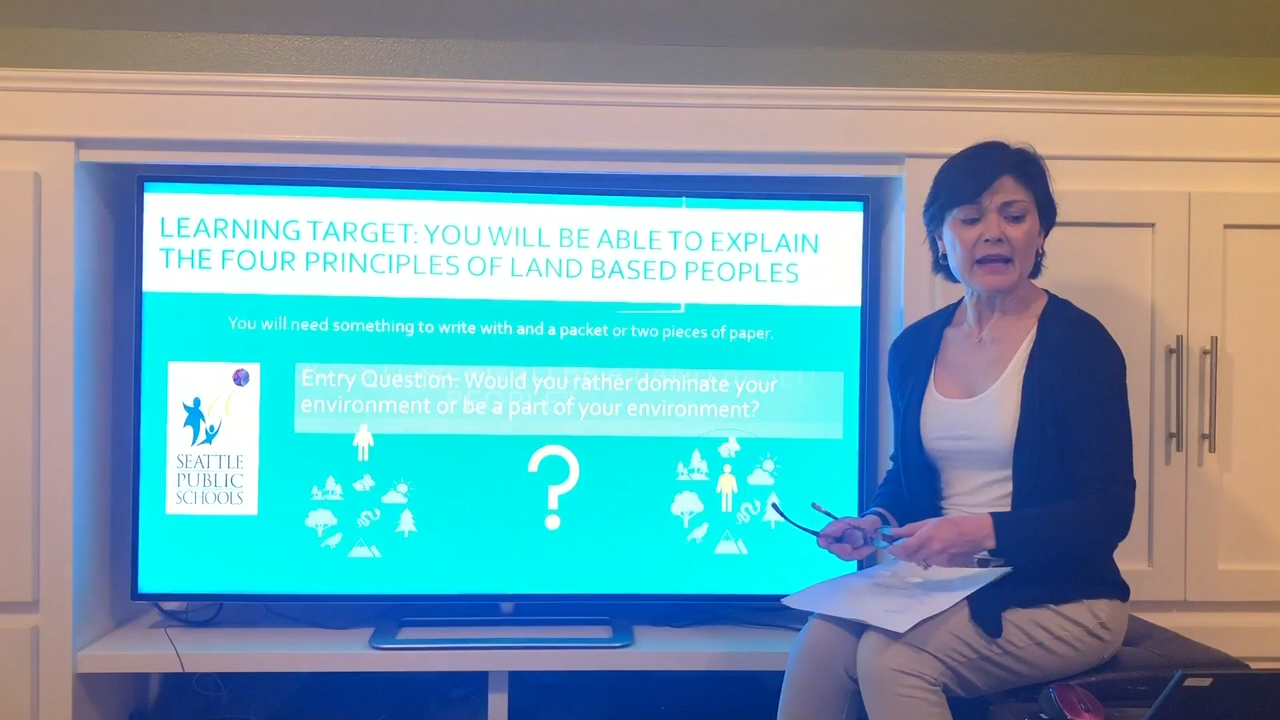 LEARNING TARGET: YOU WILL BE ABLE TO EXPLAIN
THE FOUR PRINCIPLES OF LAND BASED PEOPLES
You will need something to write with and a packet or two pieces of paper.
Entry Question: Would you rather dominate your
environment or be a part of your environment?
?
SEATTLE
PUBLIC
SCHOOLS